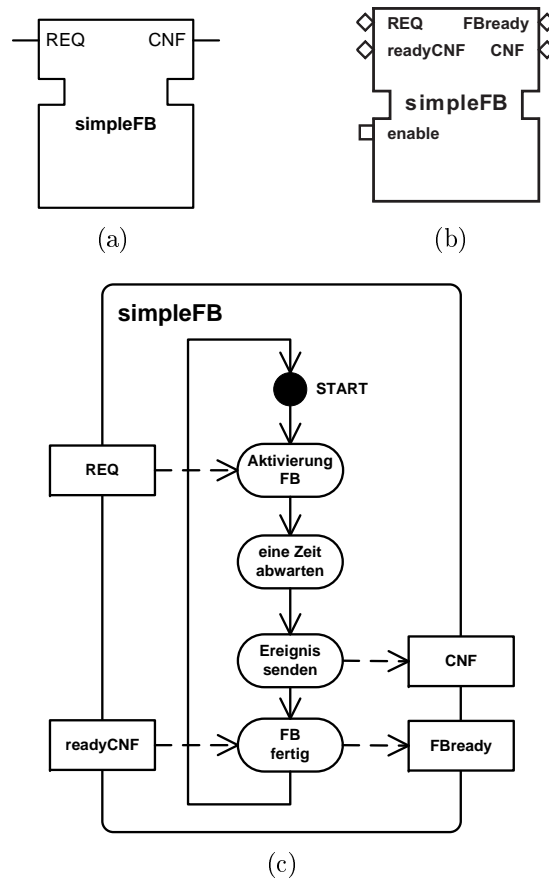 REQ CNF
simpleFB
(a)
REQ FBready
readyCNF CNF
simpleFB
enable
(b)
simpleFB
START
REQ
Aktivierung
FB
eine Zeit
abwarten
Ereignis
senden
CNF
readyCNF
FB
fertig
FBready
(c)